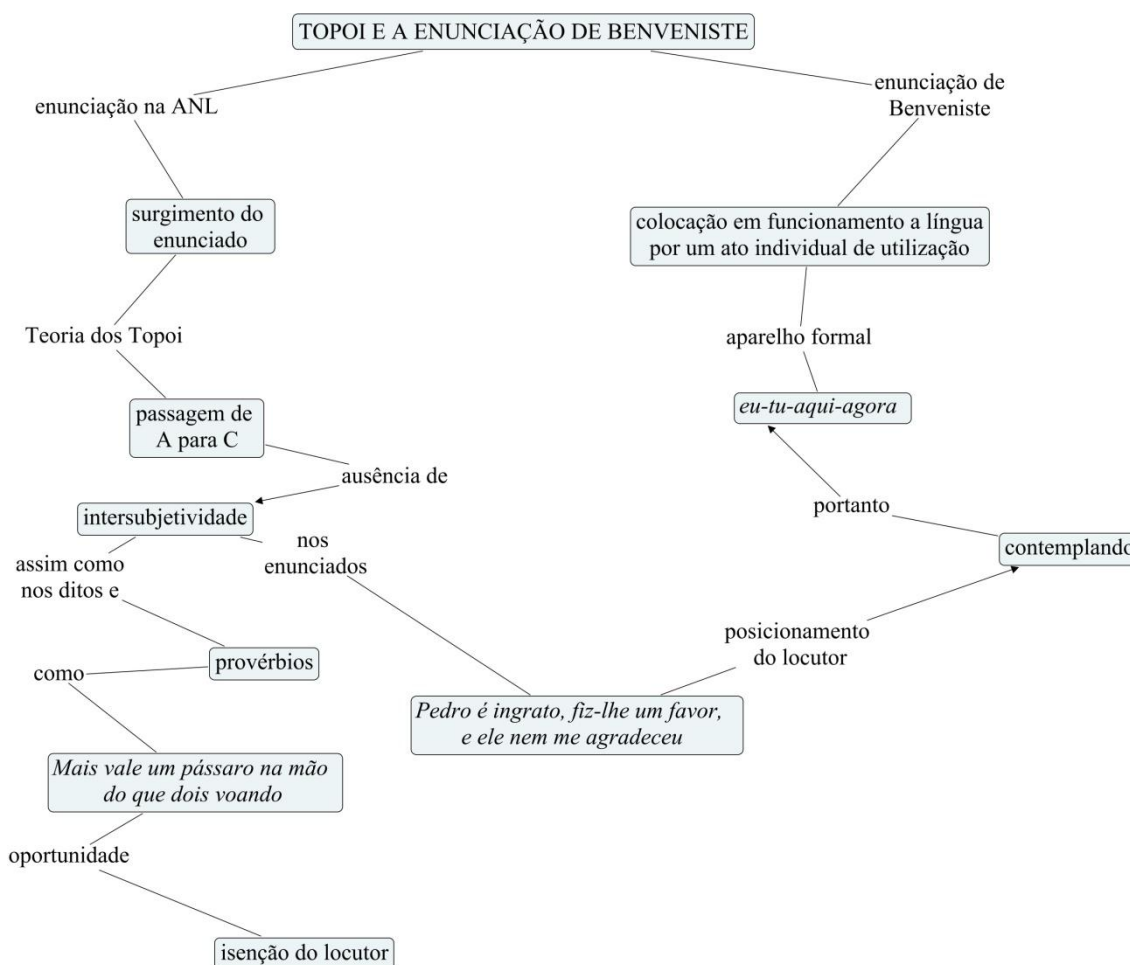 TOPOI E A ENUNCIAÇÃO DE BENVENISTE
enunciação na ANL
enunciação de
Benveniste
surgimento do
enunciado
colocação em funcionamento a língua
por um ato individual de utilização
Teoria dos Topoi
aparelho formal
passagem de
A para C
eu-tu-aqui-agora
ausência de
intersubjetividade
portanto
nos
enunciados
contemplando
assim como
nos ditos e
posicionamento
do locutor
provérbios
como
Pedro é ingrato, fiz-lhe um favor,
e ele nem me agradeceu
Mais vale um pássaro na mão
do que dois voando
oportunidade
isenção do locutor